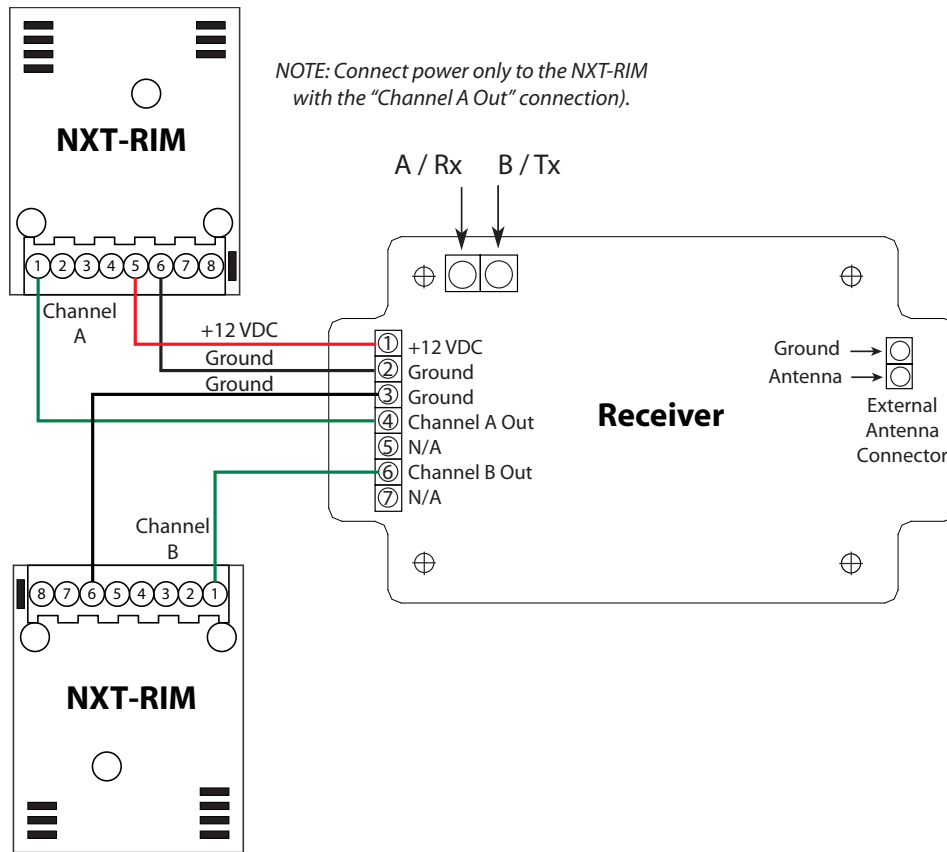 NOTE: Connect power only to the NXT-RIM
with the “Channel A Out” connection).
NXT-RIM
1 2 3 4 5 6 7 8
Channel
A
A / Rx
B / Tx
+12 VDC
Ground
Ground
1 +12 VDC
2 Ground
3 Ground
4 Channel A Out
5 N/A
6 Channel B Out
7 N/A
Receiver
Ground
Antenna
External
Antenna
Connector
Channel
B
8 7 6 5 4 3 2 1
NXT-RIM